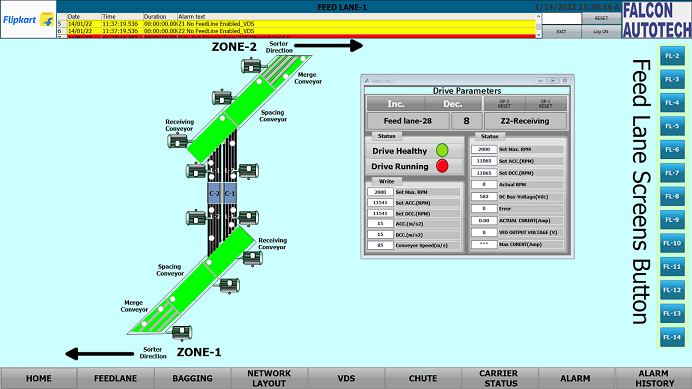 Flipkart
Date Time Duration Alarm text
5 14/01/22 11:37:19.536 00:00:00.000 Z1 No FeedLine Enabled_VDS
6 14/01/22 11:37:19.536 00:00:00.000 Z2 No FeedLine Enabled_VDS
FEED LANE-1
1/14/2022 11:39:16 A
RESET
EXIT Log ON
FALCON
AUTOTECH
ZONE-2
Sorter
Direction
Merge
Conveyor
Spacing
Conveyor
Receiving
Conveyor
C-2 C-1
Receiving
Conveyor
Spacing
Conveyor
Merge
Conveyor
Sorter
Direction
ZONE-1
Feed_Lane_1
Drive Parameters
Inc. Dec. OP-2 RESET OP-1 RESET
Feed lane-28 8 Z2-Receiving
Status
Drive Healthy
Drive Running
Write
2000 Set Max. RPM
11541 Set ACC.(RPM)
11541 Set DCC.(RPM)
15 ACC.(m/s2)
15 DCC.(m/s2)
85 Conveyor Speed(m/s)
Status
2000 Set Max. RPM
11065 Set ACC.(RPM)
11065 Set DCC.(RPM)
0 Actual RPM
582 DC Bus-Voltage(Vdc)
0 Error
0.00 ACTUAL CURENT(Amp)
0 VFD OUTPUT VOLTAGE (V)
*** Max CURENT(Amp)
Feed Lane Screens Button
FL-2
FL-3
FL-4
FL-5
FL-6
FL-7
FL-8
FL-9
FL-10
FL-11
FL-12
FL-13
FL-14
HOME
FEEDLANE
BAGGING
NETWORK
LAYOUT
VDS
CHUTE
CARRIER
STATUS
ALARM
ALARM
HISTORY